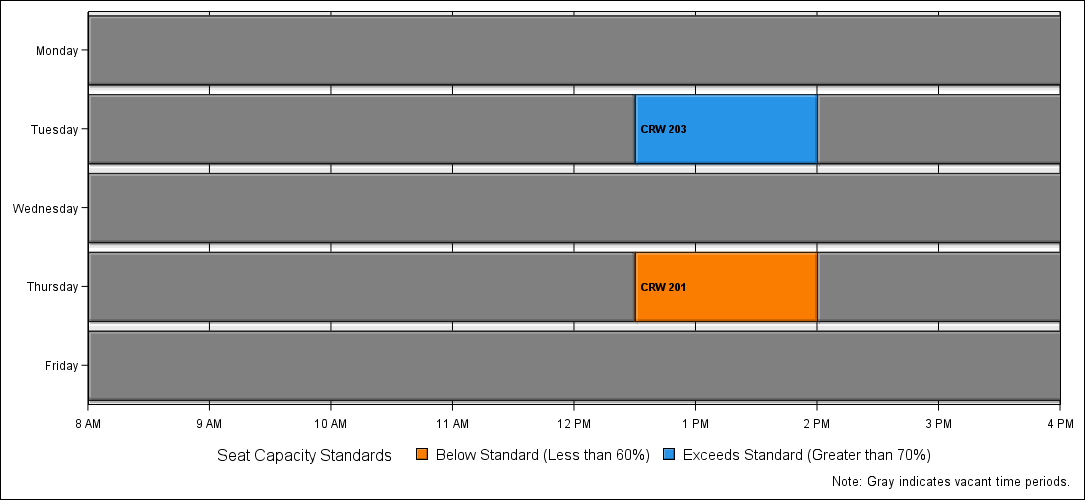 Monday
Tuesday
CRW 203
Wednesday
Thursday
CRW 201
Friday
8 AM 9 AM 10 AM 11 AM 12 PM 1 PM 2 PM 3 PM 4 PM
Seat Capacity Standards Below Standard (Less than 60%) Exceeds Standard (Greater than 70%)
Note: Gray indicates vacant time periods.